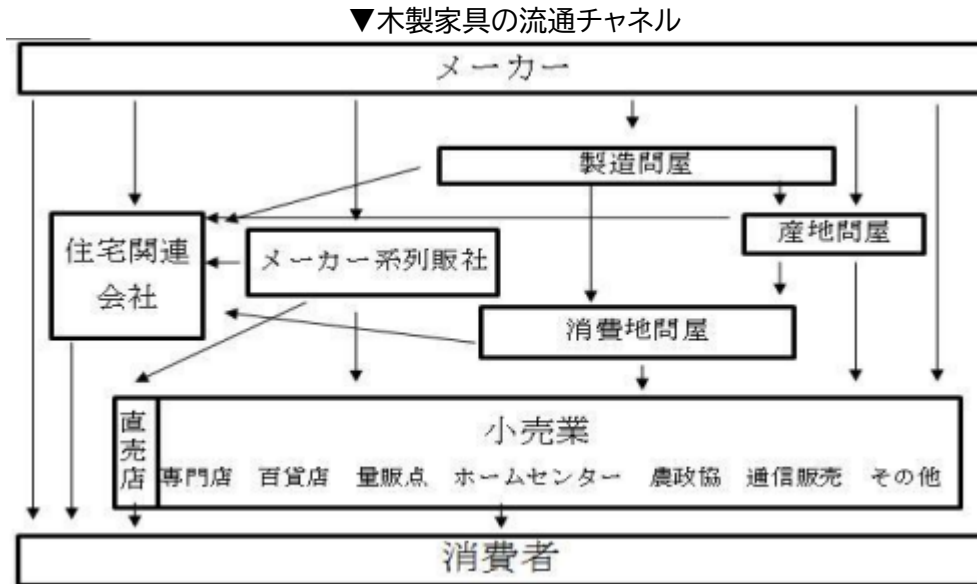 ▼木製家具の流通チャネル
メーカー
製造問屋
産地問屋
住宅関連
会社
メーカー系列販社
消費地問屋
直売店
小売業
専門店 百貨店 量販点 ホームセンター 農政協 通信販売 その他
消費者